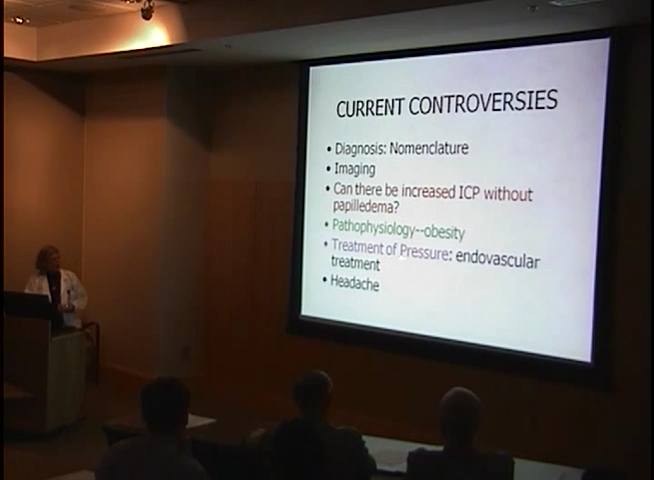 CURRENT CONTROVERSIES
• Diagnosis: Nomenclature
• Imaging
• Can there be increased ICP without
papilledema?
• Pathophysiology--obesity
• Treatment of Pressure: endovascular
treatment
• Headache